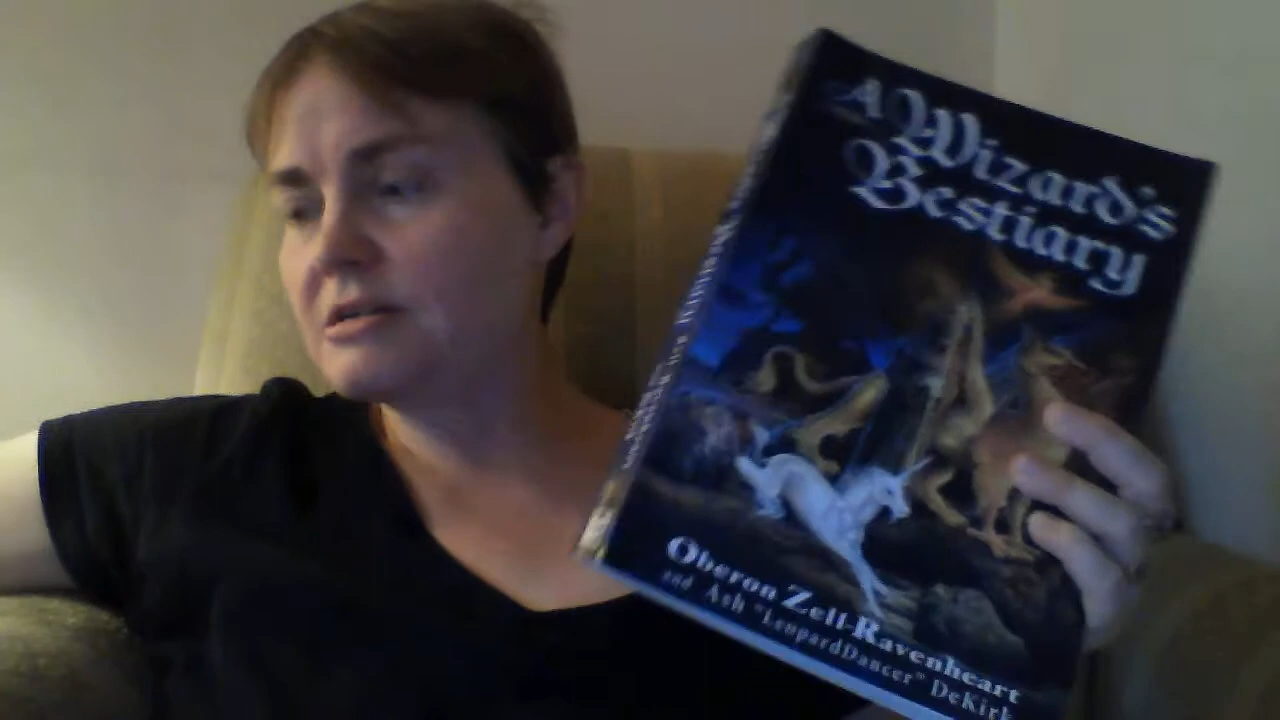 A Wizard's
Bestiary
Oberon Zell-Ravenheart
and Ash "LeopardDancer" DeKirk